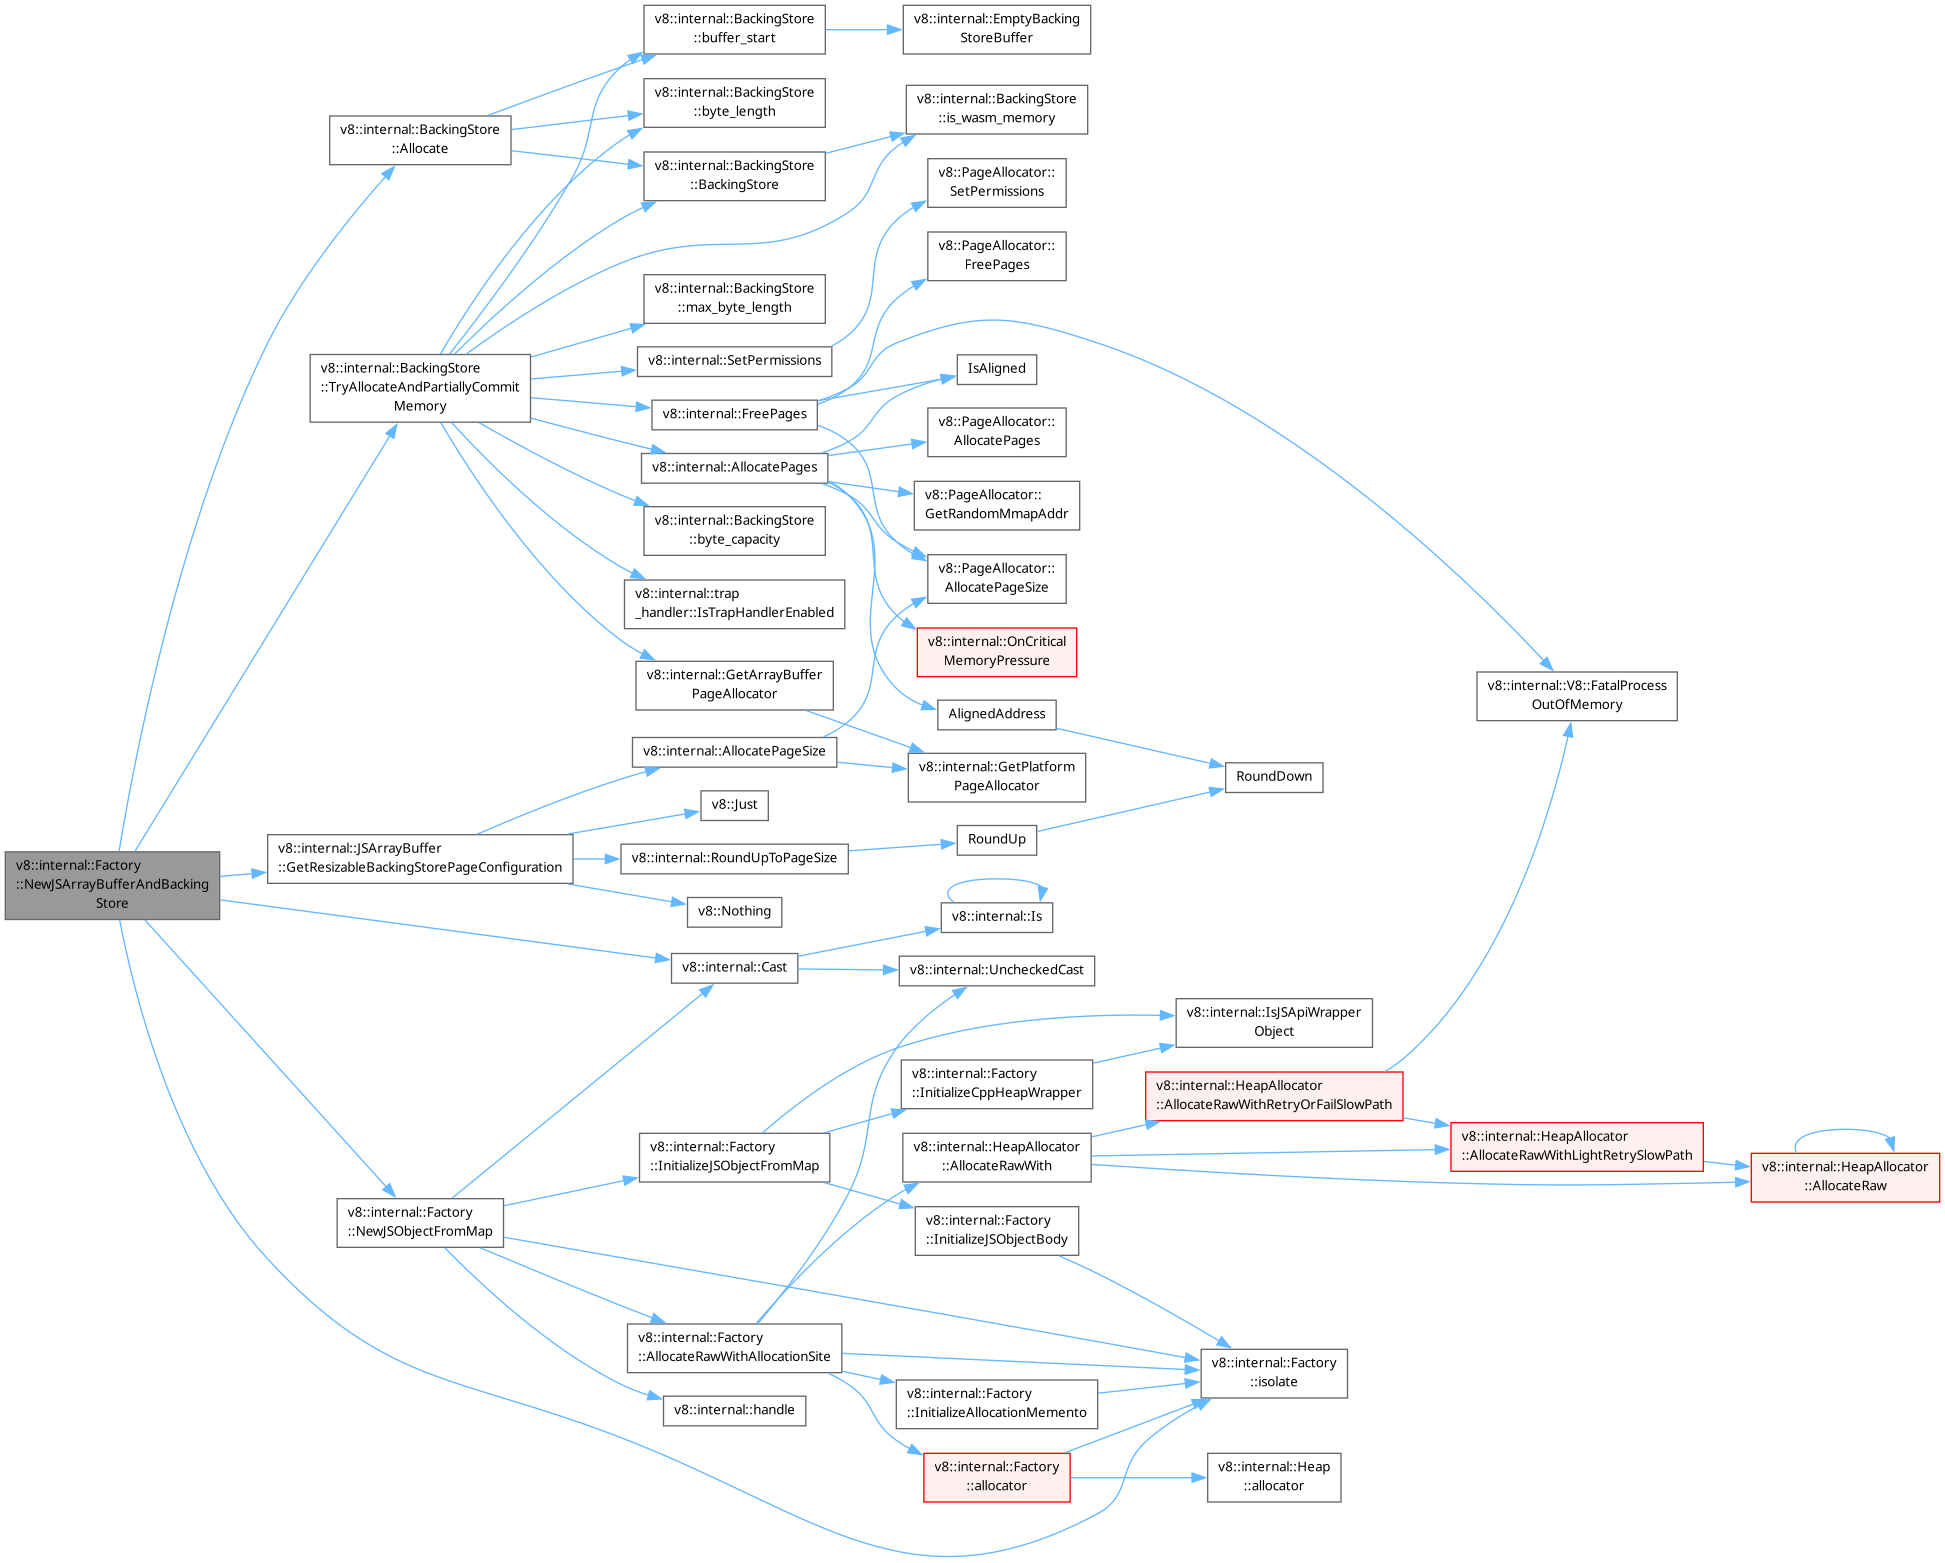 v8::internal::BackingStore
::buffer_start
v8::internal::EmptyBacking
StoreBuffer
v8::internal::BackingStore
::byte_length
v8::internal::BackingStore
::is_wasm_memory
v8::internal::BackingStore
::Allocate
v8::internal::BackingStore
::BackingStore
v8::PageAllocator::
SetPermissions
v8::PageAllocator::
FreePages
v8::internal::BackingStore
::max_byte_length
v8::internal::SetPermissions
v8::internal::BackingStore
::TryAllocateAndPartiallyCommit
Memory
IsAligned
v8::internal::FreePages
v8::PageAllocator::
AllocatePages
v8::internal::AllocatePages
v8::PageAllocator::
GetRandomMmapAddr
v8::internal::BackingStore
::byte_capacity
v8::PageAllocator::
AllocatePageSize
v8::internal::trap
_handler::IsTrapHandlerEnabled
v8::internal::OnCritical
MemoryPressure
v8::internal::GetArrayBuffer
PageAllocator
v8::internal::V8::FatalProcess
OutOfMemory
AlignedAddress
v8::internal::AllocatePageSize
v8::internal::GetPlatform
PageAllocator
RoundDown
v8::Just
v8::internal::JSArrayBuffer
::GetResizableBackingStorePageConfiguration
v8::internal::RoundUpToPageSize
RoundUp
v8::internal::Factory
::NewJSArrayBufferAndBacking
Store
v8::Nothing
v8::internal::Is
v8::internal::Cast
v8::internal::UncheckedCast
v8::internal::IsJSApiWrapper
Object
v8::internal::Factory
::InitializeCppHeapWrapper
v8::internal::HeapAllocator
::AllocateRawWithRetryOrFailSlowPath
v8::internal::Factory
::InitializeJSObjectFromMap
v8::internal::HeapAllocator
::AllocateRawWith
v8::internal::HeapAllocator
::AllocateRawWithLightRetrySlowPath
v8::internal::HeapAllocator
::AllocateRaw
v8::internal::Factory
::NewJSObjectFromMap
v8::internal::Factory
::InitializeJSObjectBody
v8::internal::Factory
::AllocateRawWithAllocationSite
v8::internal::Factory
::isolate
v8::internal::Factory
::InitializeAllocationMemento
v8::internal::handle
v8::internal::Factory
::allocator
v8::internal::Heap
::allocator